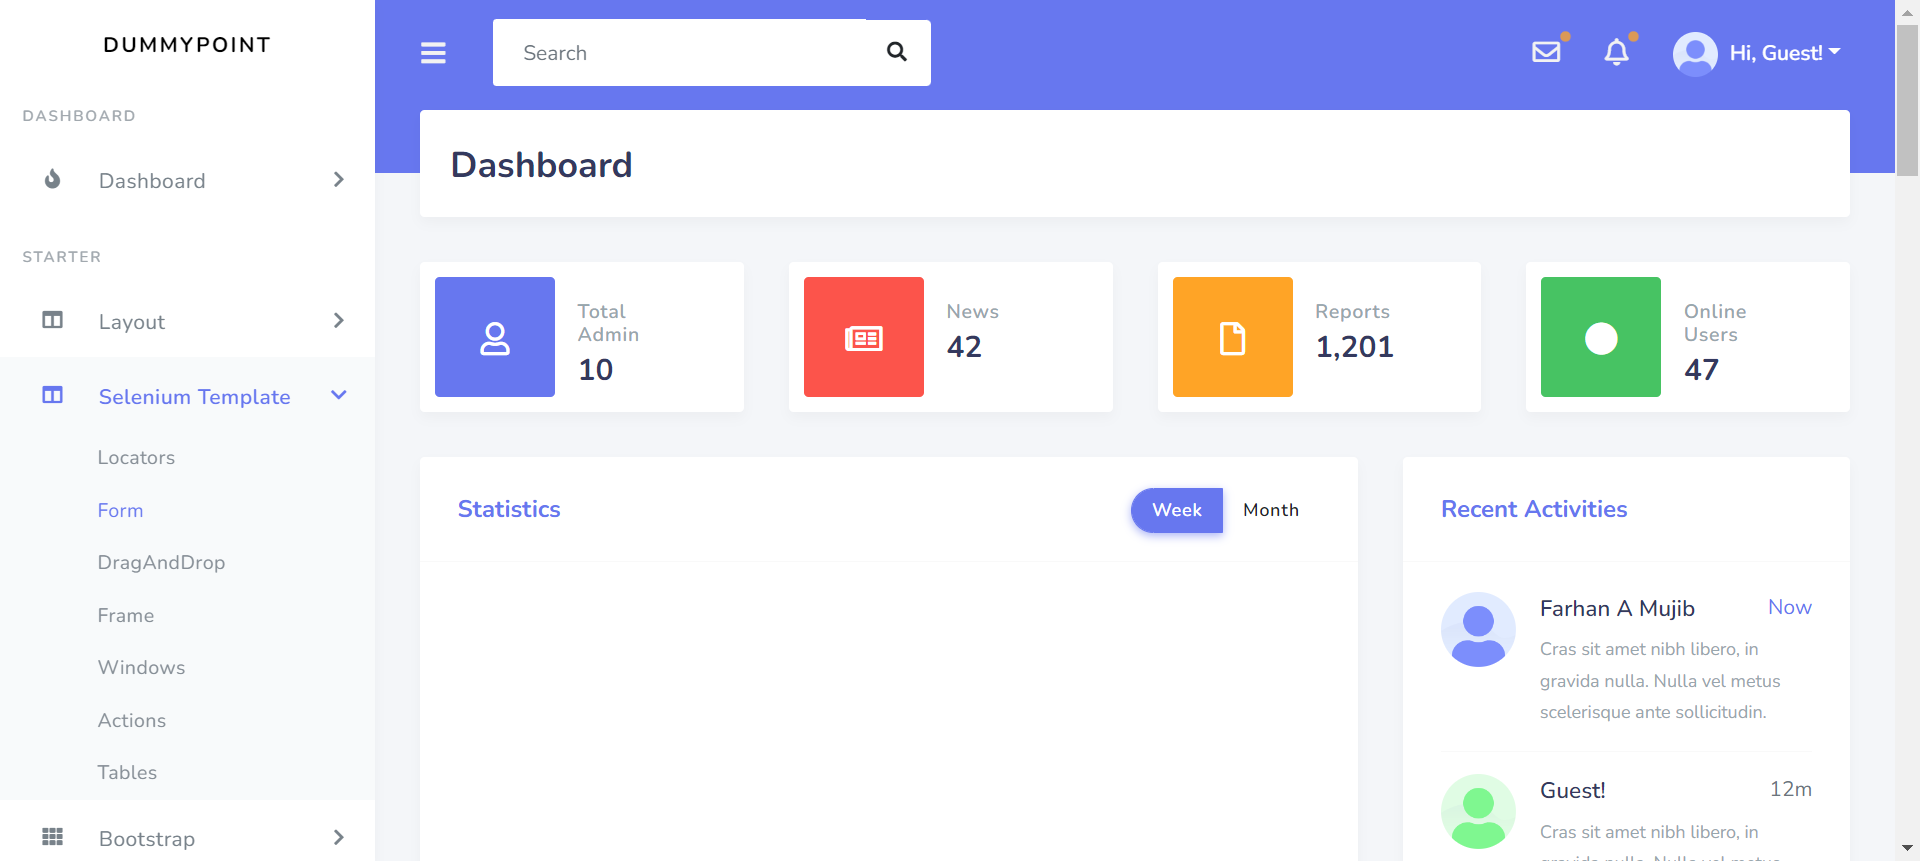 DUMMYPOINT
DASHBOARD
Dashboard
STARTER
Layout
Selenium Template
Locators
Form
DragAndDrop
Frame
Windows
Actions
Tables
Bootstrap
Search
Hi, Guest!
Dashboard
Total
Admin
10
News
42
Reports
1,201
Online
Users
47
Statistics
Week
Month
Recent Activities
Farhan A Mujib
Now
Cras sit amet nibh libero, in
gravida nulla. Nulla vel metus
scelerisque ante sollicitudin.
Guest!
12m
Cras sit amet nibh libero, in